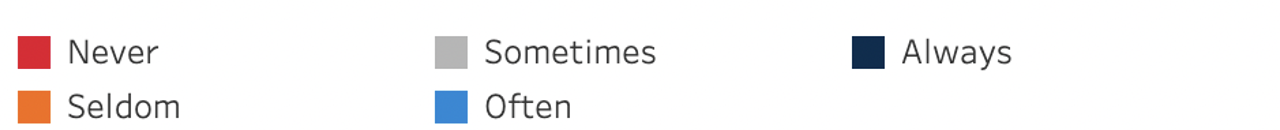 Never
Seldom
Sometimes
Often
Always